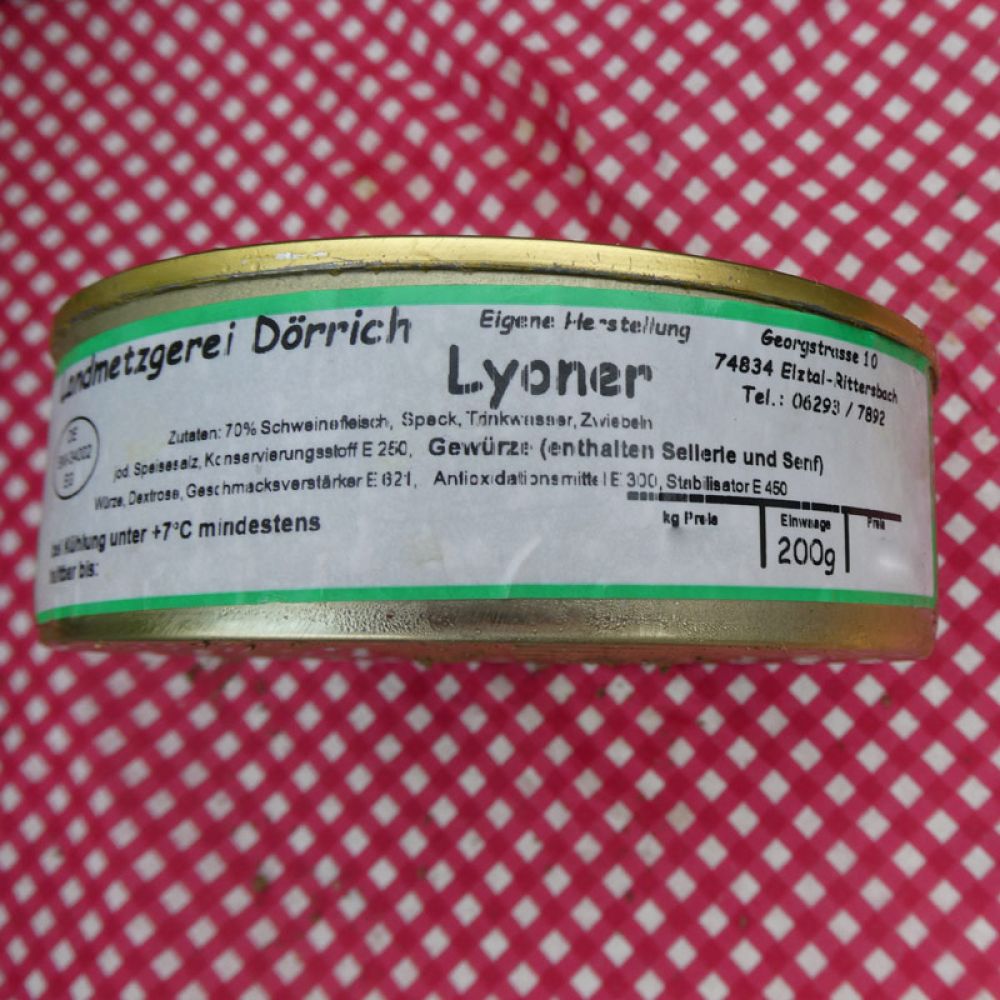 Landmetzgerei Dörrich
Eigene Herstellung
Lyoner
Georgstrasse 10
74834 Elztal-Rittersbach
Tel.: 06293 / 7892
DE
EG
Zutaten: 70% Schweinefleisch, Speck, Trinkwasser, Zwiebeln
jod. Speisesalz, Konservierungsstoff E 250, Gewürze (enthalten Sellerie und Senf)
Würze, Dextrose, Geschmacksverstärker E 621, Antioxidationsmittel E 300, Stabilisator E 450
bei Kühlung unter +7°C mindestens
haltbar bis:
kg Preis
Einwaage
Preis
200g